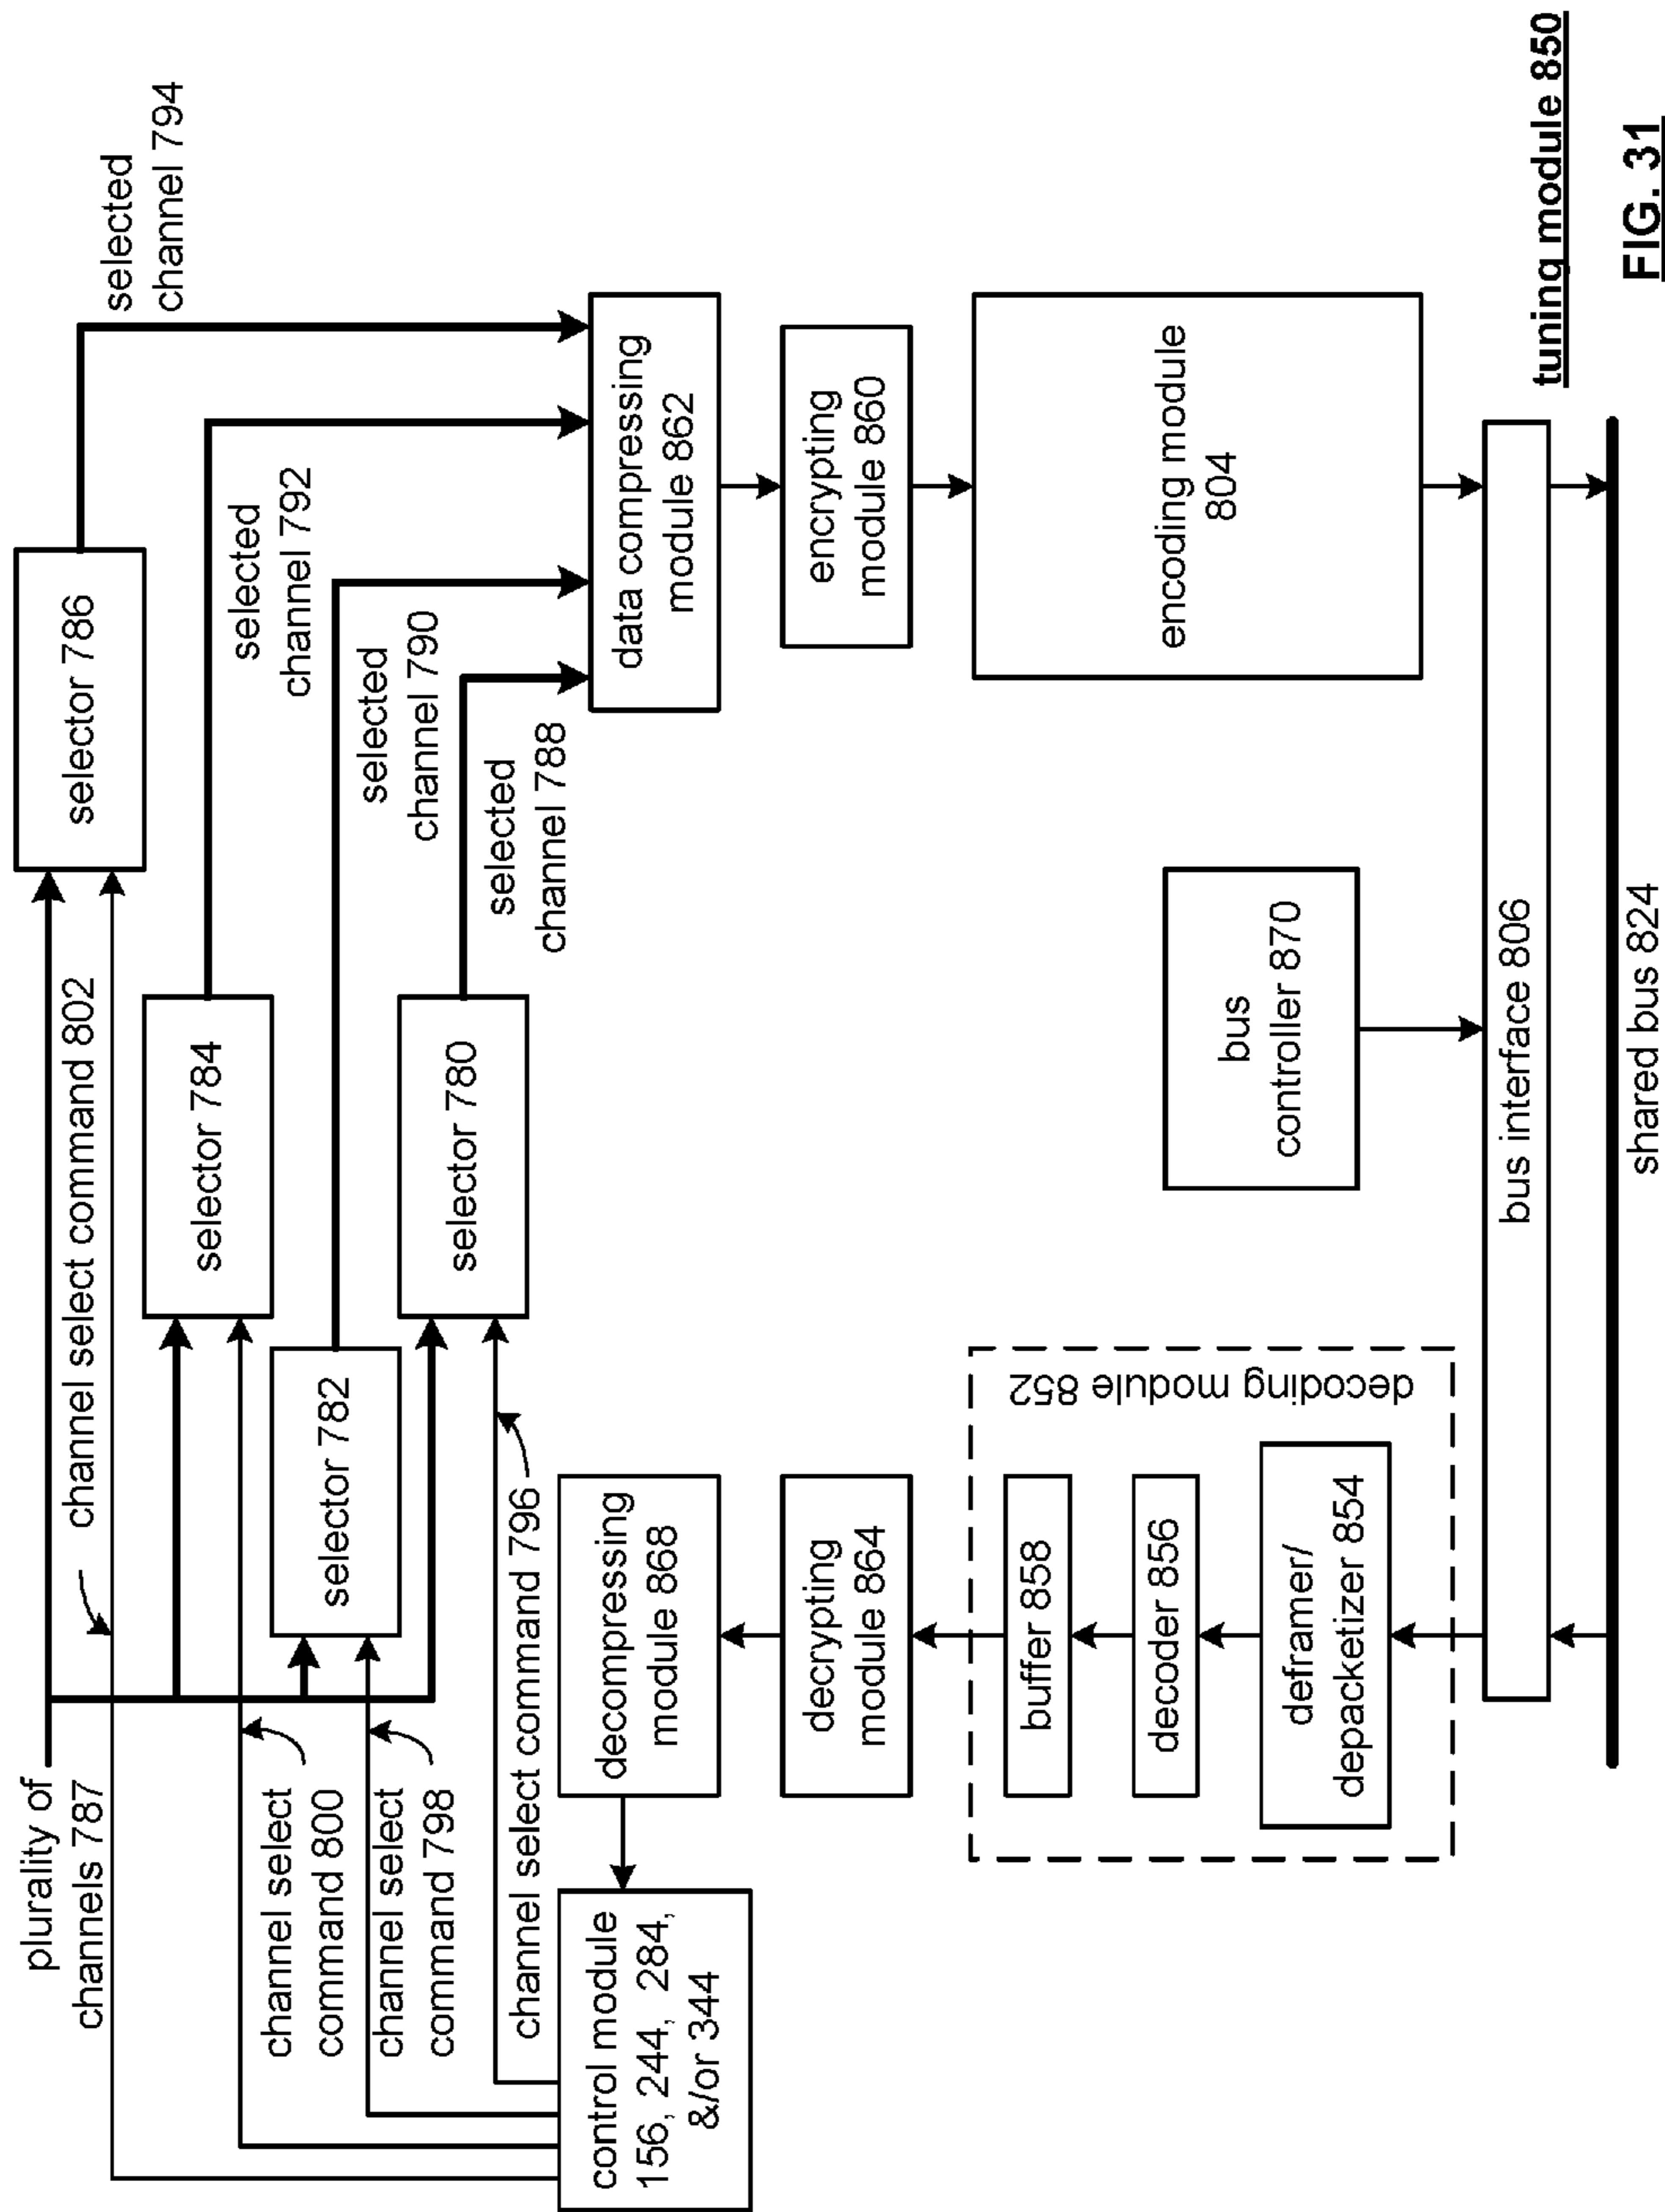 plurality of
channels 787
channel select command 802
selector 786
selected
channel 794
selector 784
selected
channel 792
channel select
command 800
selector 782
selected
channel 790
channel select
command 798
selector 780
selected
channel 788
channel select command 796
control module
156, 244, 284,
&/or 344
decompressing
module 868
data compressing
module 862
decrypting
module 864
encrypting
module 860
buffer 858
decoder 856
deframer/
depacketizer 854
decoding module 852
bus
controller 870
encoding module
804
bus interface 806
shared bus 824
tuning module 850
FIG. 31